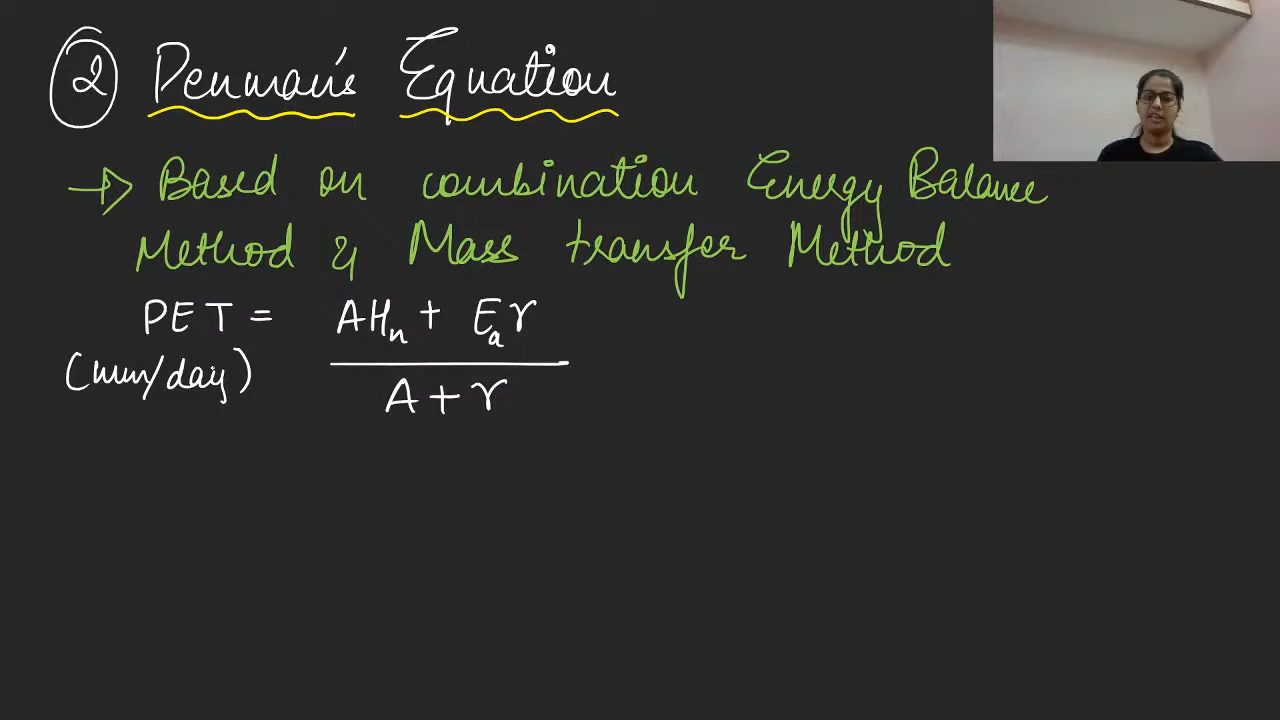 ② Penman's Equation
→ Based on combination Energy Balance
Method & Mass transfer Method
PET = AHn + Eaγ
(mm/day) A + γ